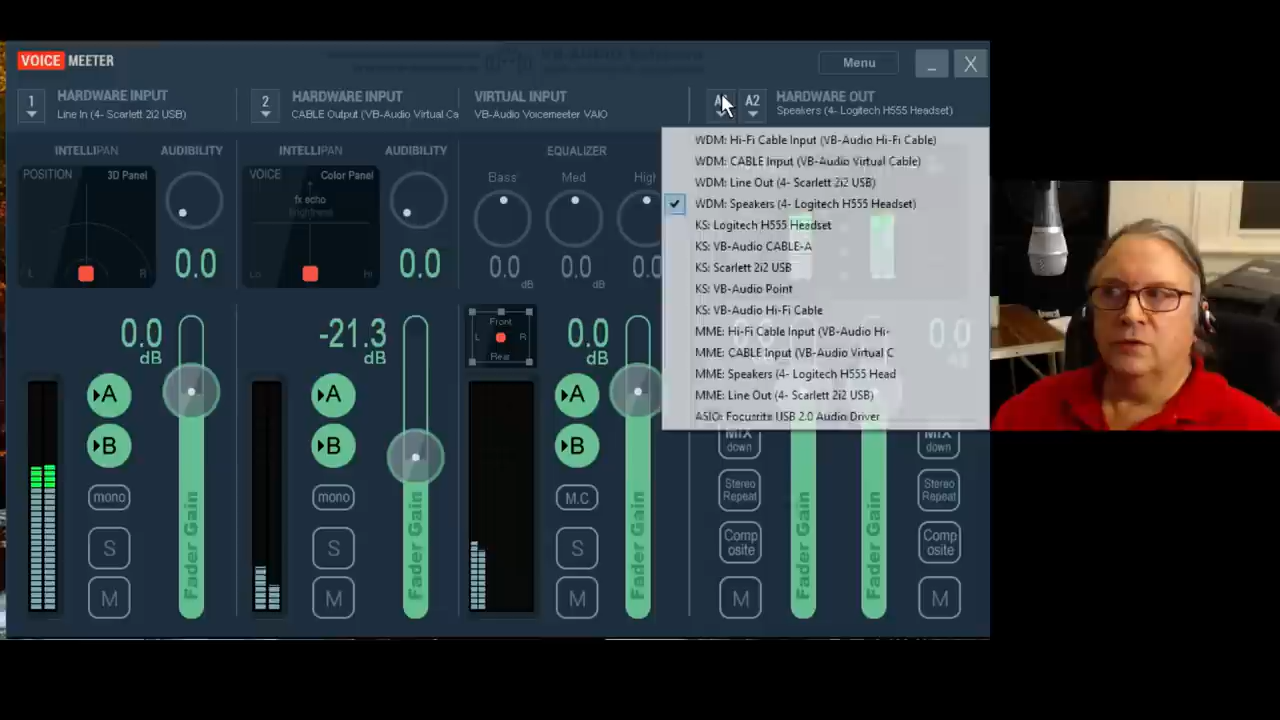 VOICE MEETER
Menu
_
X
1
HARDWARE INPUT
Line In (4- Scarlett 2i2 USB)
2
HARDWARE INPUT
CABLE Output (VB-Audio Virtual Ca
VIRTUAL INPUT
VB-Audio Voicemeeter VAIO
A2
HARDWARE OUT
Speakers (4- Logitech H555 Headset)
INTELLIPAN
AUDIBILITY
INTELLIPAN
AUDIBILITY
EQUALIZER
POSITION
3D Panel
L
R
0.0
VOICE
Color Panel
fx echo
brightness
Lo
Hi
0.0
Bass
Med
High
0.0
0.0
0.0
dB
dB
WDM: Hi-Fi Cable Input (VB-Audio Hi-Fi Cable)
WDM: CABLE Input (VB-Audio Virtual Cable)
WDM: Line Out (4- Scarlett 2i2 USB)
WDM: Speakers (4- Logitech H555 Headset)
KS: Logitech H555 Headset
KS: VB-Audio CABLE-A
KS: Scarlett 2i2 USB
KS: VB-Audio Point
KS: VB-Audio Hi-Fi Cable
MME: Hi-Fi Cable Input (VB-Audio Hi-
MME: CABLE Input (VB-Audio Virtual C
MME: Speakers (4- Logitech H555 Head
MME: Line Out (4- Scarlett 2i2 USB)
ASIO: Focusrite USB 2.0 Audio Driver
0.0
dB
A
B
mono
S
M
Fader Gain
-21.3
dB
A
B
mono
S
M
Fader Gain
Front
L
R
Rear
0.0
dB
A
B
M.C
S
M
Fader Gain
MIX
down
Stereo
Repeat
Comp
osite
M
Fader Gain
Fader Gain
0.0
MIX
down
Stereo
Repeat
Comp
osite
M